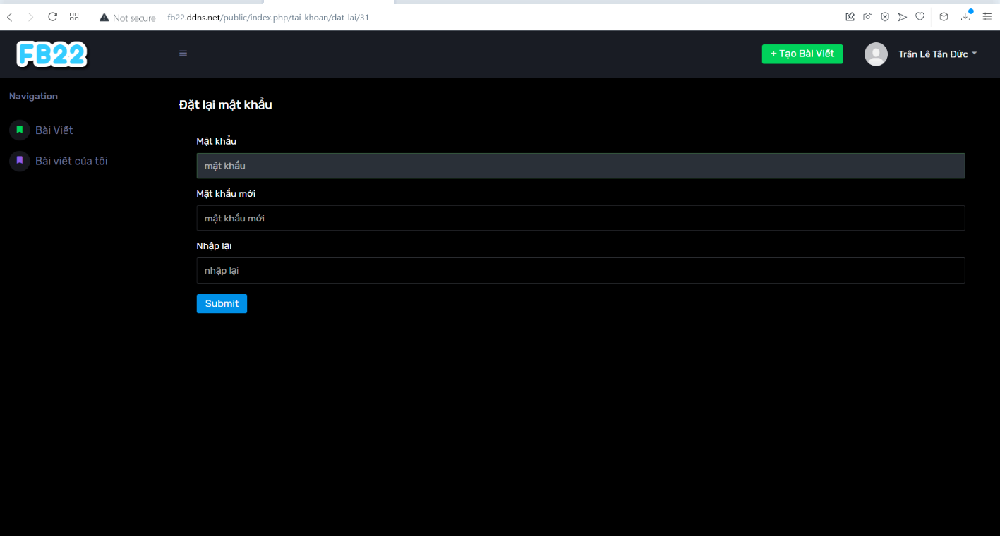 Not secure fb22.ddns.net/public/index.php/tai-khoan/dat-lai/31
FB22
+ Tạo Bài Viết
Trần Lê Tấn Đức
Navigation
Bài Viết
Bài viết của tôi
Đặt lại mật khẩu
Mật khẩu
mật khẩu
Mật khẩu mới
mật khẩu mới
Nhập lại
nhập lại
Submit